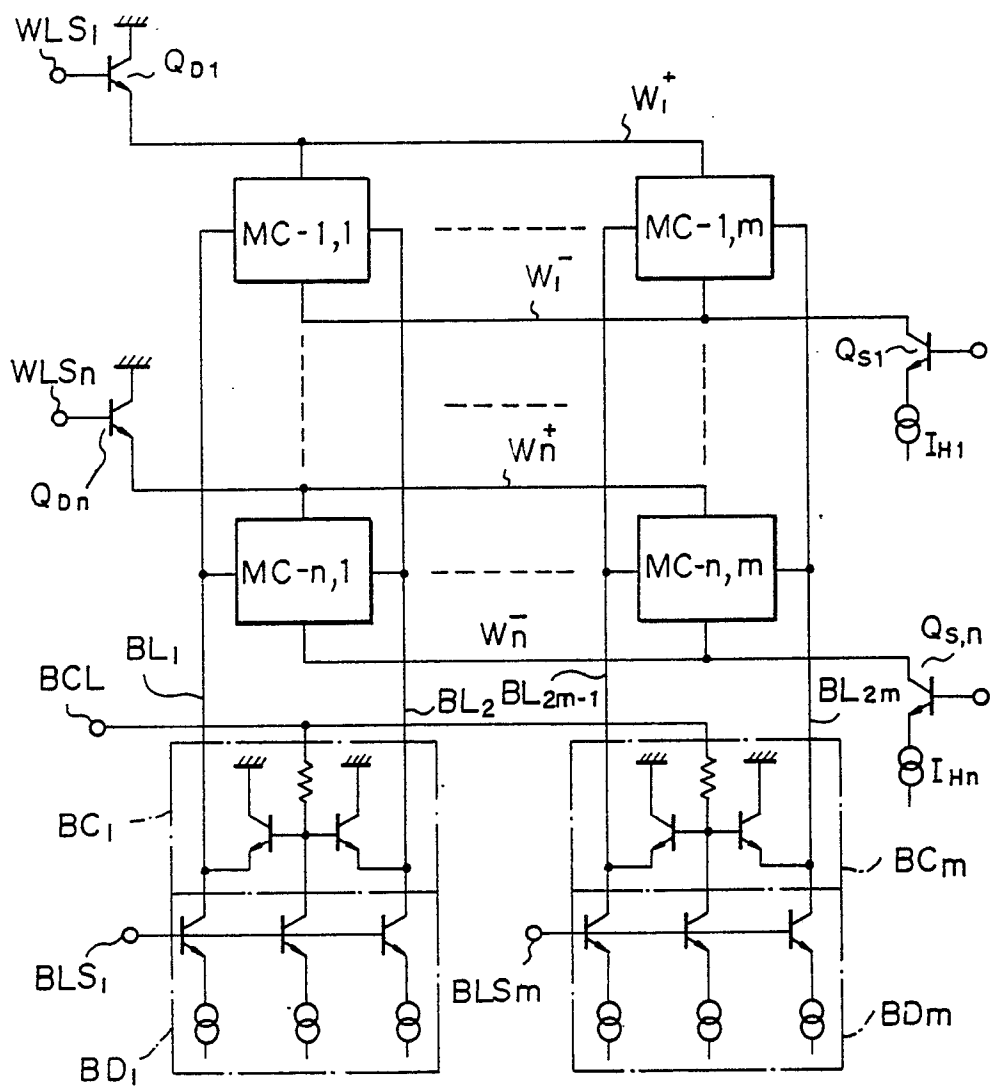 WLS1
QD1
W1+
MC-1,1
MC-1,m
W1-
QS1
WLSn
IH1
Wn+
QDn
MC-n,1
MC-n,m
Wn-
QS,n
BL1
BCL
BL2
BL2m-1
BL2m
IHn
BC1
BCm
BLS1
BLSm
BD1
BDm